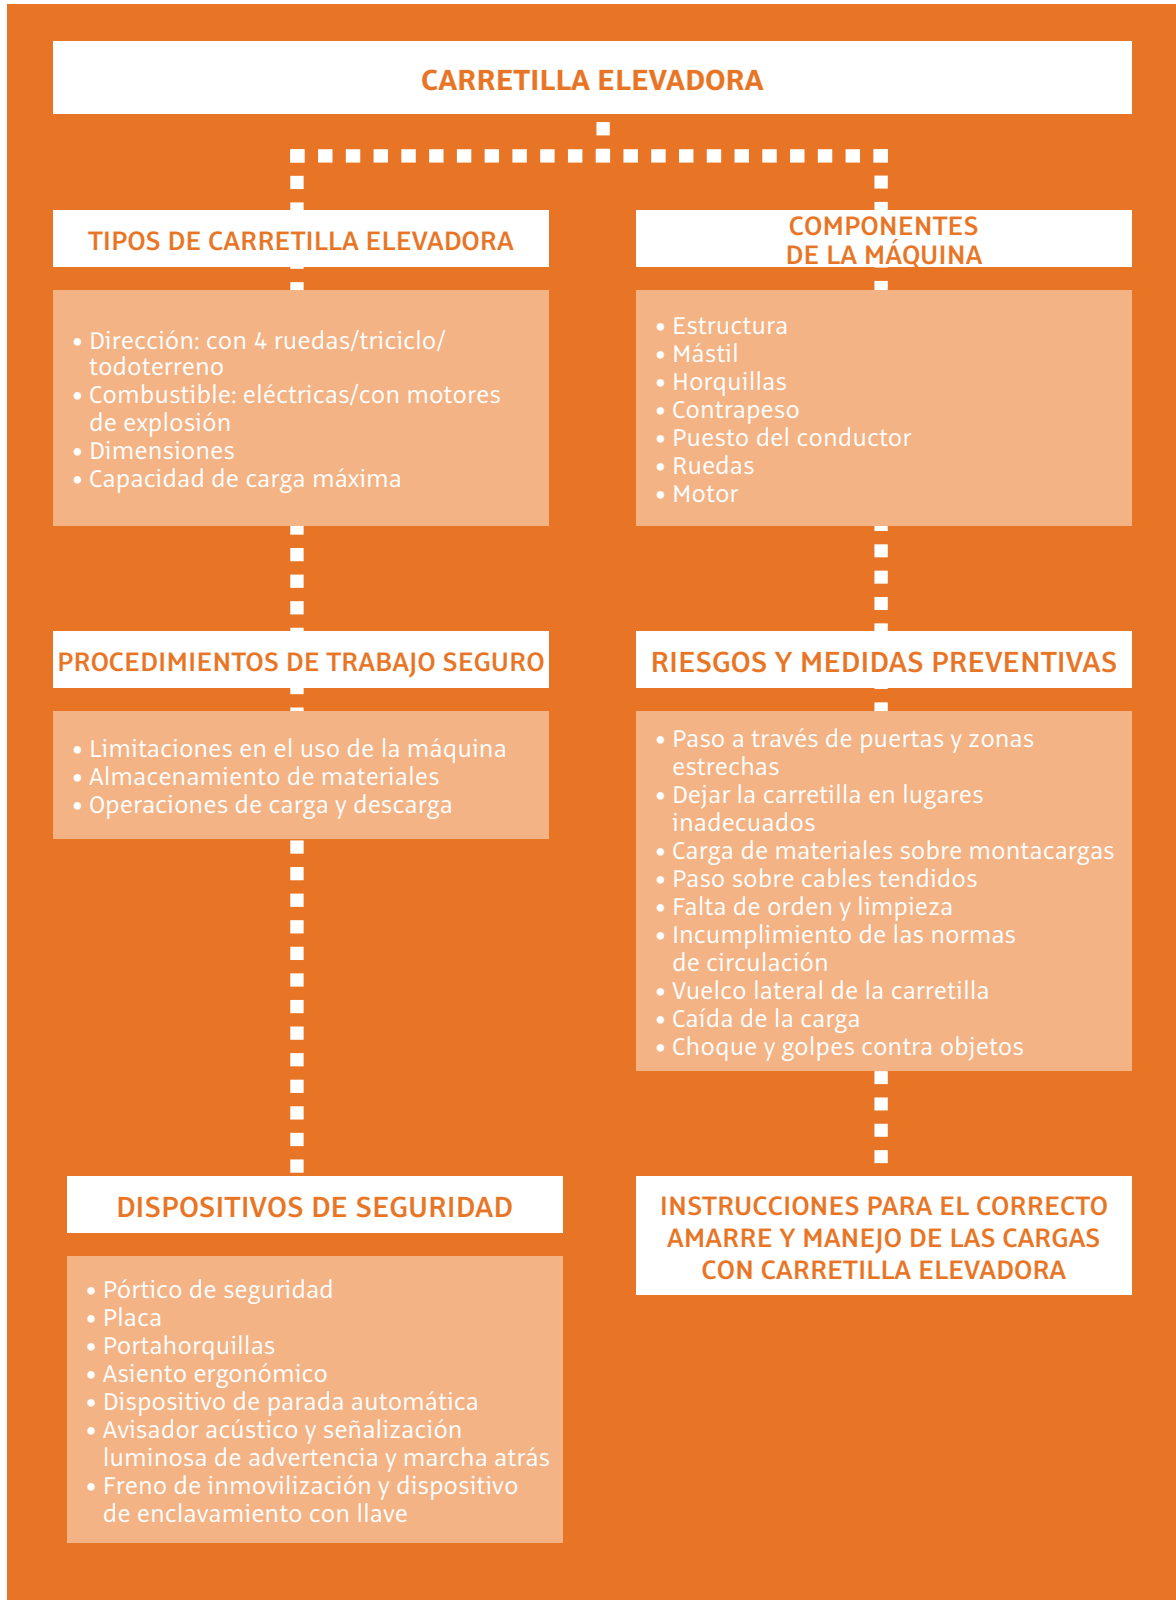 CARRETILLA ELEVADORA
TIPOS DE CARRETILLA ELEVADORA
• Dirección: con 4 ruedas/triciclo/
todoterreno
• Combustible: eléctricas/con motores
de explosión
• Dimensiones
• Capacidad de carga máxima
COMPONENTES
DE LA MÁQUINA
• Estructura
• Mástil
• Horquillas
• Contrapeso
• Puesto del conductor
• Ruedas
• Motor
PROCEDIMIENTOS DE TRABAJO SEGURO
• Limitaciones en el uso de la máquina
• Almacenamiento de materiales
• Operaciones de carga y descarga
RIESGOS Y MEDIDAS PREVENTIVAS
• Paso a través de puertas y zonas
estrechas
• Dejar la carretilla en lugares
inadecuados
• Carga de materiales sobre montacargas
• Paso sobre cables tendidos
• Falta de orden y limpieza
• Incumplimiento de las normas
de circulación
• Vuelco lateral de la carretilla
• Caída de la carga
• Choque y golpes contra objetos
DISPOSITIVOS DE SEGURIDAD
• Pórtico de seguridad
• Placa
• Portahorquillas
• Asiento ergonómico
• Dispositivo de parada automática
• Avisador acústico y señalización
luminosa de advertencia y marcha atrás
• Freno de inmovilización y dispositivo
de enclavamiento con llave
INSTRUCCIONES PARA EL CORRECTO
AMARRE Y MANEJO DE LAS CARGAS
CON CARRETILLA ELEVADORA